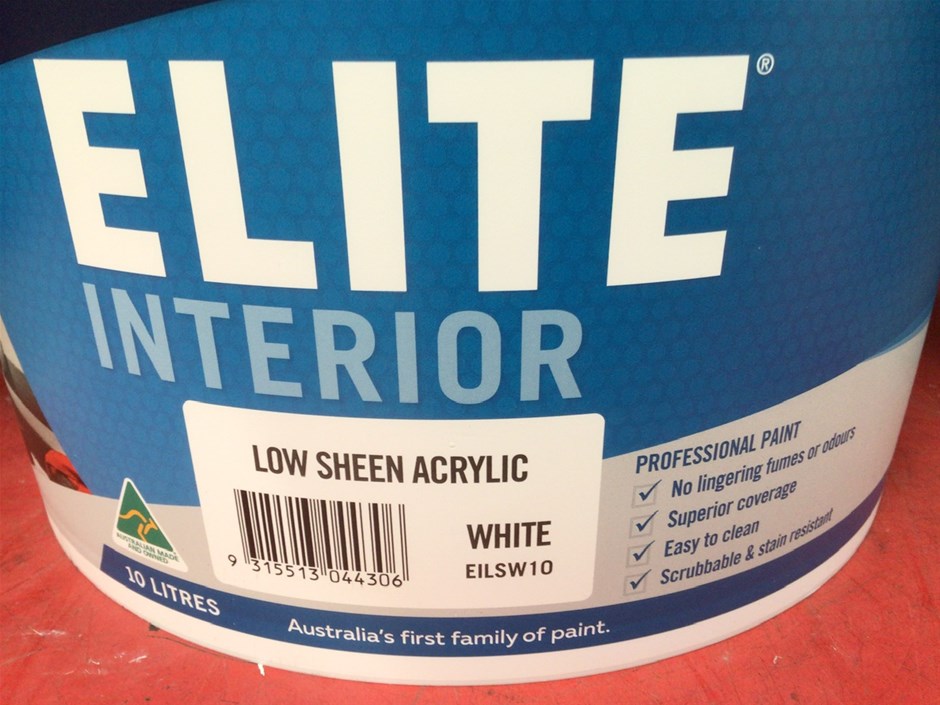 ELITE®
INTERIOR
LOW SHEEN ACRYLIC
WHITE
EILSW10
9 315513 044306
PROFESSIONAL PAINT
No lingering fumes or odours
Superior coverage
Easy to clean
Scrubbable & stain resistant
AUSTRALIAN MADE
AND OWNED
10 LITRES
Australia's first family of paint.